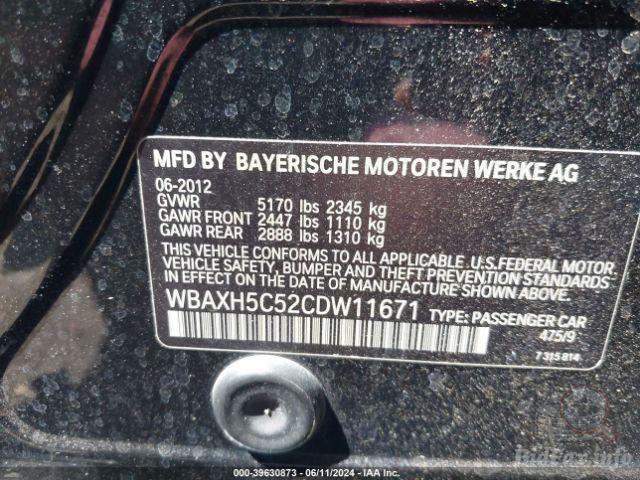 MFD BY BAYERISCHE MOTOREN WERKE AG
06-2012
GVWR 5170 lbs 2345 kg
GAWR FRONT 2447 lbs 1110 kg
GAWR REAR 2888 lbs 1310 kg
THIS VEHICLE CONFORMS TO ALL APPLICABLE U.S.FEDERAL MOTOR
VEHICLE SAFETY, BUMPER AND THEFT PREVENTION STANDARDS
IN EFFECT ON THE DATE OF MANUFACTURE SHOWN ABOVE.
WBAXH5C52CDW11671 TYPE: PASSENGER CAR
475/9
7 315 814
BidCar.info
000-39630873 - 06/11/2024 - IAA Inc.